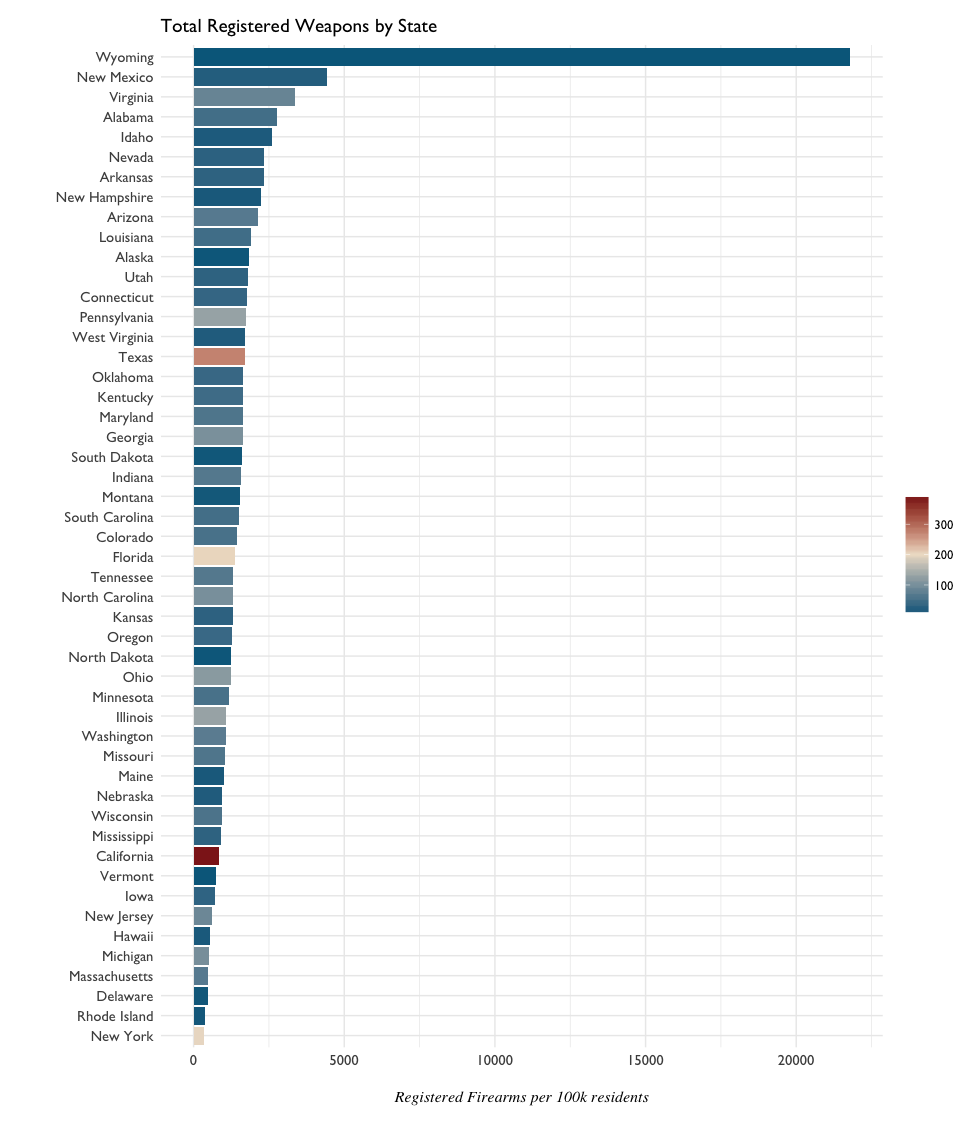 Total Registered Weapons by State
Wyoming
New Mexico
Virginia
Alabama
Idaho
Nevada
Arkansas
New Hampshire
Arizona
Louisiana
Alaska
Utah
Connecticut
Pennsylvania
West Virginia
Texas
Oklahoma
Kentucky
Maryland
Georgia
South Dakota
Indiana
Montana
South Carolina
Colorado
Florida
Tennessee
North Carolina
Kansas
Oregon
North Dakota
Ohio
Minnesota
Illinois
Washington
Missouri
Maine
Nebraska
Wisconsin
Mississippi
California
Vermont
Iowa
New Jersey
Hawaii
Michigan
Massachusetts
Delaware
Rhode Island
New York
0 5000 10000 15000 20000
Registered Firearms per 100k residents
300
200
100